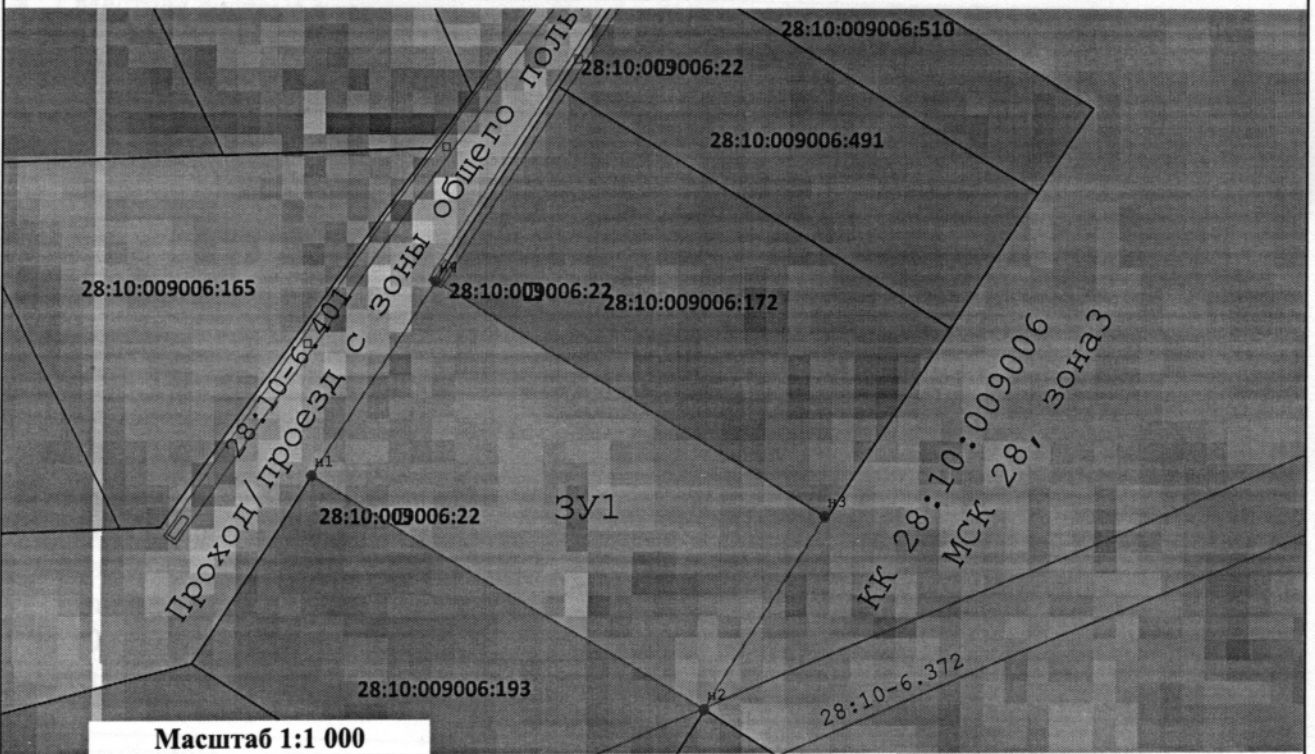 28:10:009006:510
28:10:009006:22
28:10:009006:491
Проход/проезд с зоны общего поль
28:10-6.401
28:10:009006:165
н4
28:10:009006:22
28:10:009006:172
н1
28:10:009006:22
ЗУ1
н3
КК 28:10:009006
МСК 28, зона3
28:10:009006:193
н2
28:10-6.372
Масштаб 1:1 000